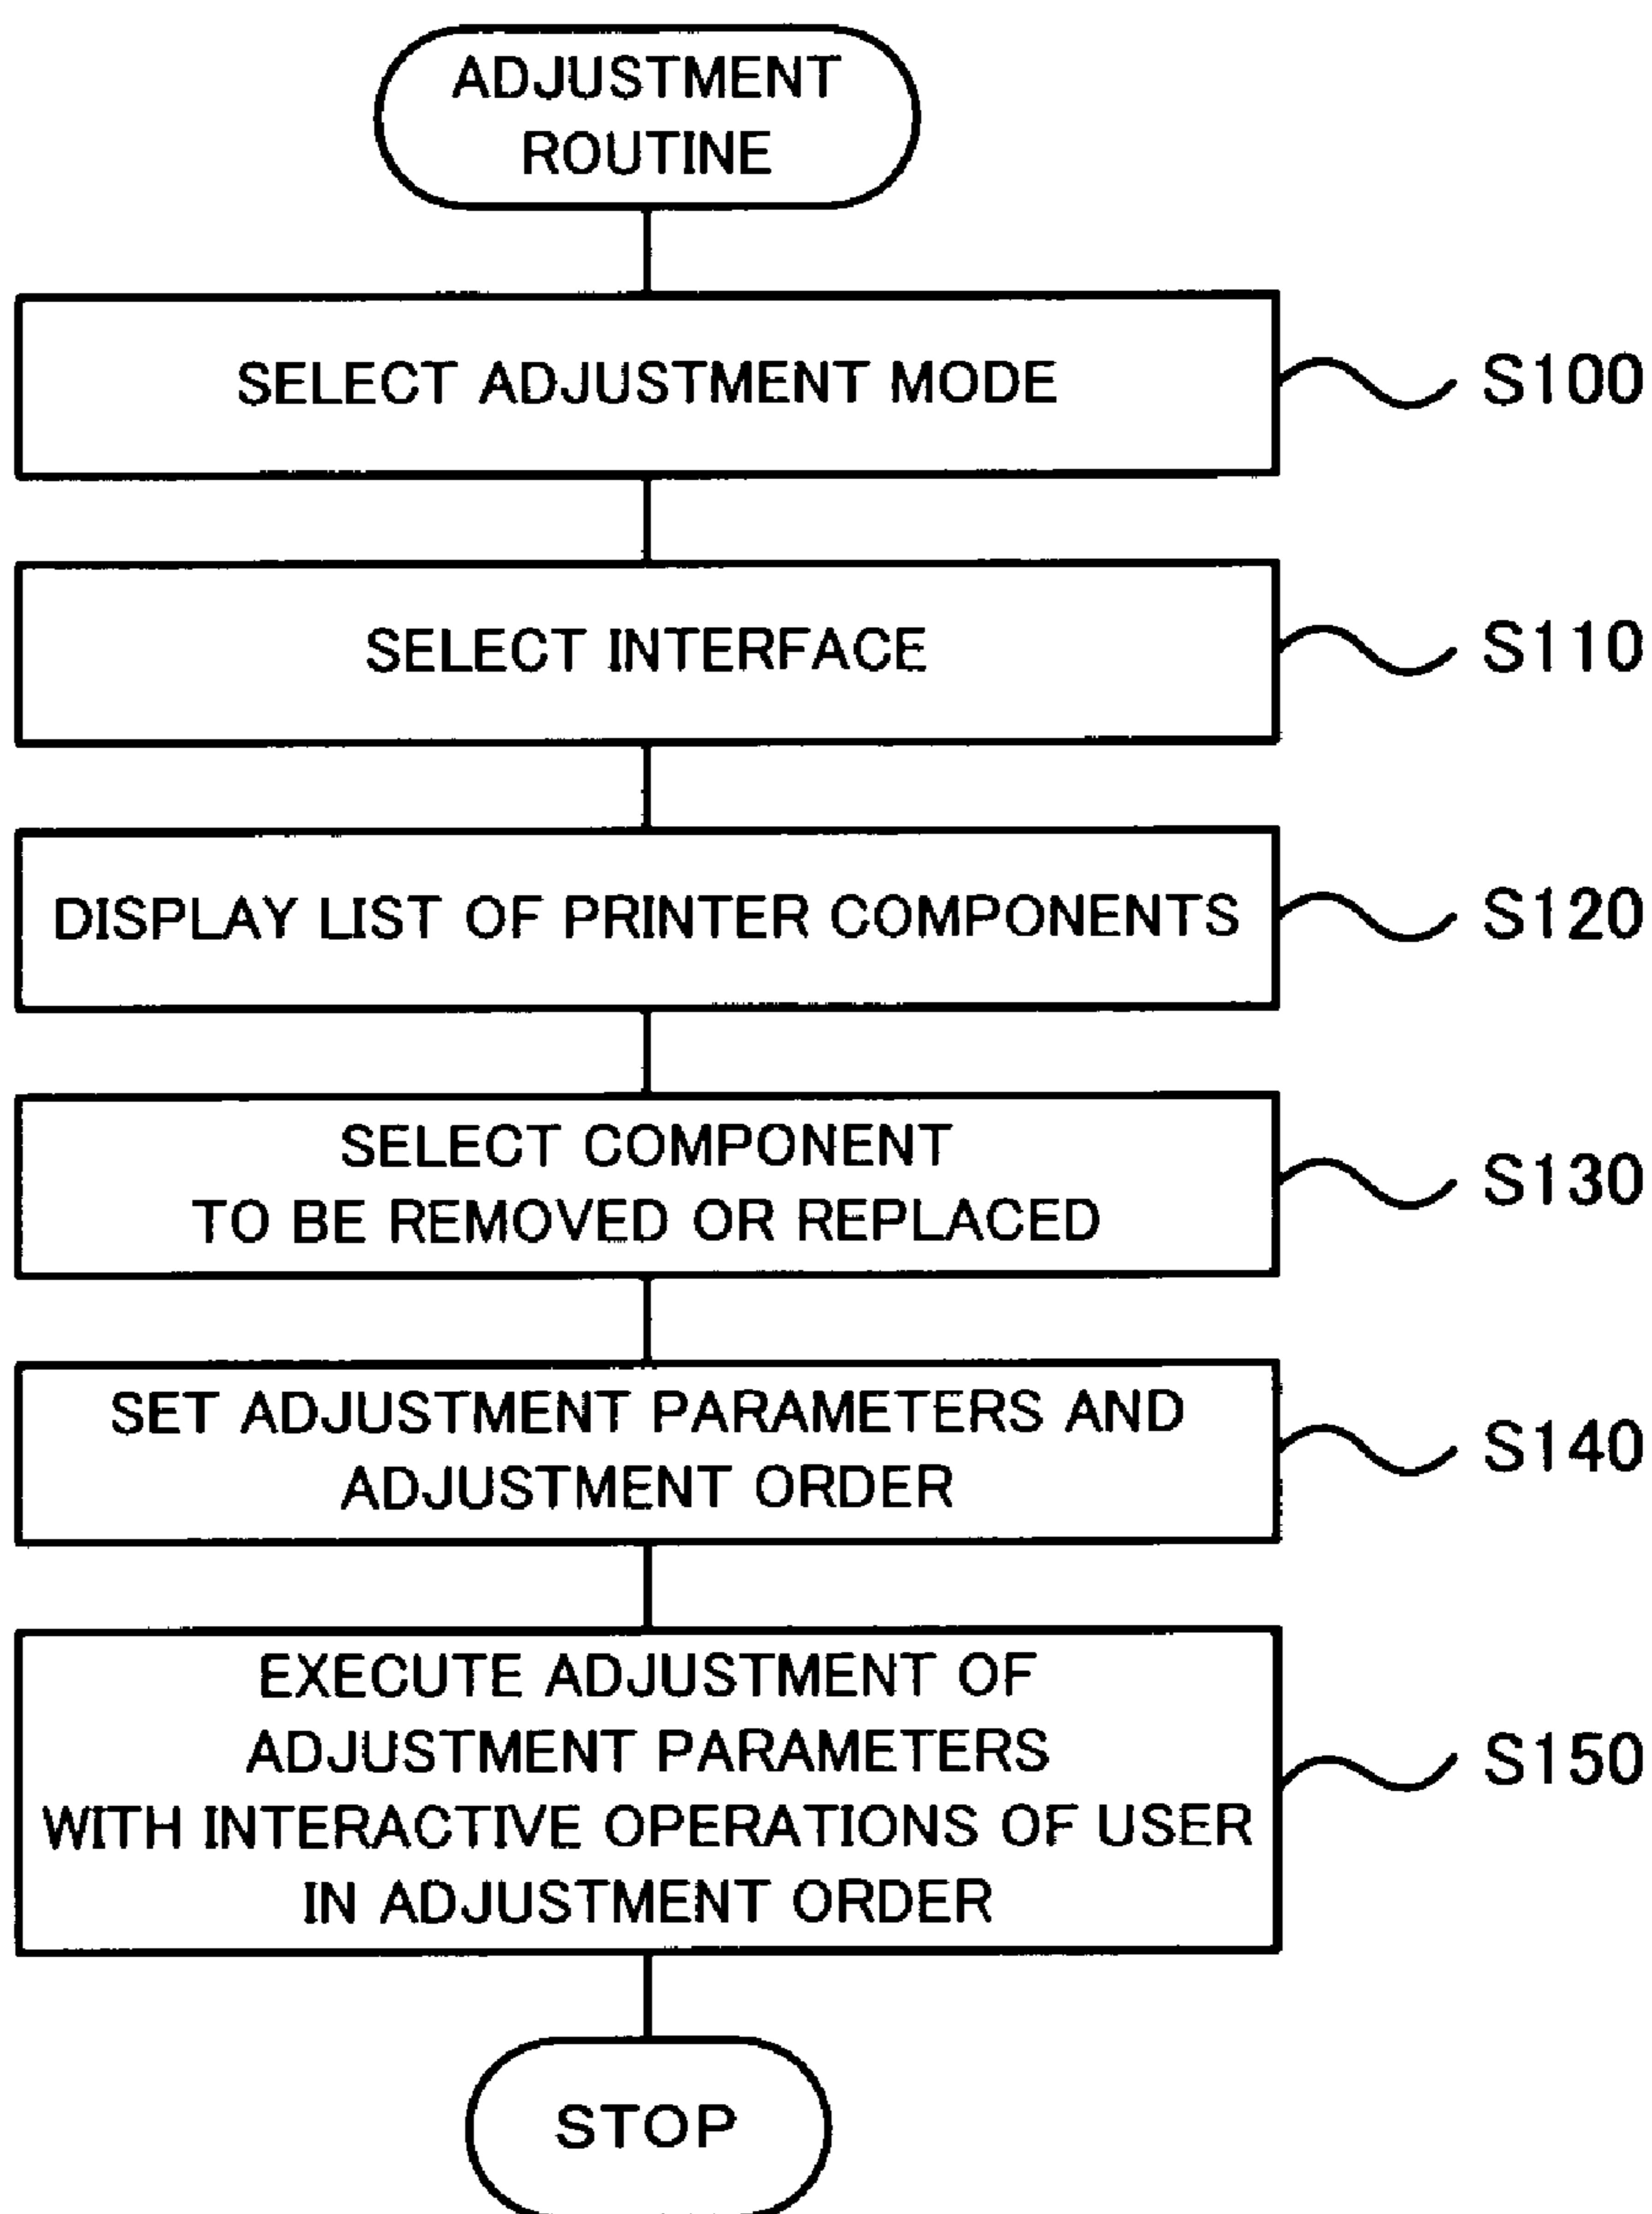 ADJUSTMENT
ROUTINE
SELECT ADJUSTMENT MODE
S100
SELECT INTERFACE
S110
DISPLAY LIST OF PRINTER COMPONENTS
S120
SELECT COMPONENT
TO BE REMOVED OR REPLACED
S130
SET ADJUSTMENT PARAMETERS AND
ADJUSTMENT ORDER
S140
EXECUTE ADJUSTMENT OF
ADJUSTMENT PARAMETERS
WITH INTERACTIVE OPERATIONS OF USER
IN ADJUSTMENT ORDER
S150
STOP